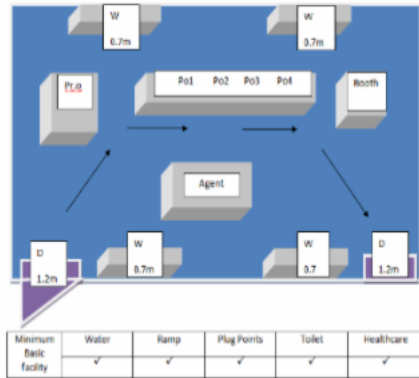 W
0.7m
W
0.7m
Pr.o
Po1 Po2 Po3 Po4
Booth
Agent
D
1.2m
W
0.7m
W
0.7
D
1.2m
Minimum Basic facility
Water
Ramp
Plug Points
Toilet
Healthcare
✓ ✓ ✓ ✓ ✓